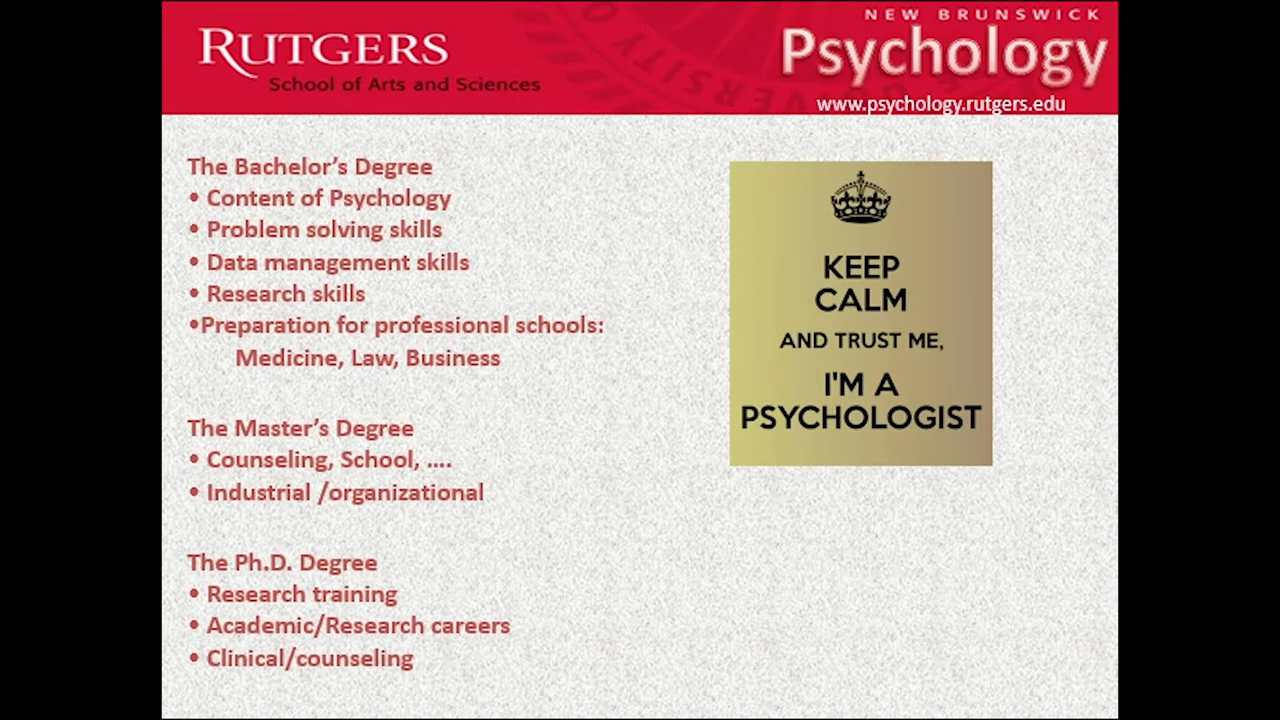 RUTGERS
School of Arts and Sciences
NEW BRUNSWICK
Psychology
www.psychology.rutgers.edu
The Bachelor’s Degree
• Content of Psychology
• Problem solving skills
• Data management skills
• Research skills
•Preparation for professional schools:
Medicine, Law, Business
The Master’s Degree
• Counseling, School, ….
• Industrial /organizational
The Ph.D. Degree
• Research training
• Academic/Research careers
• Clinical/counseling
KEEP
CALM
AND TRUST ME,
I'M A
PSYCHOLOGIST